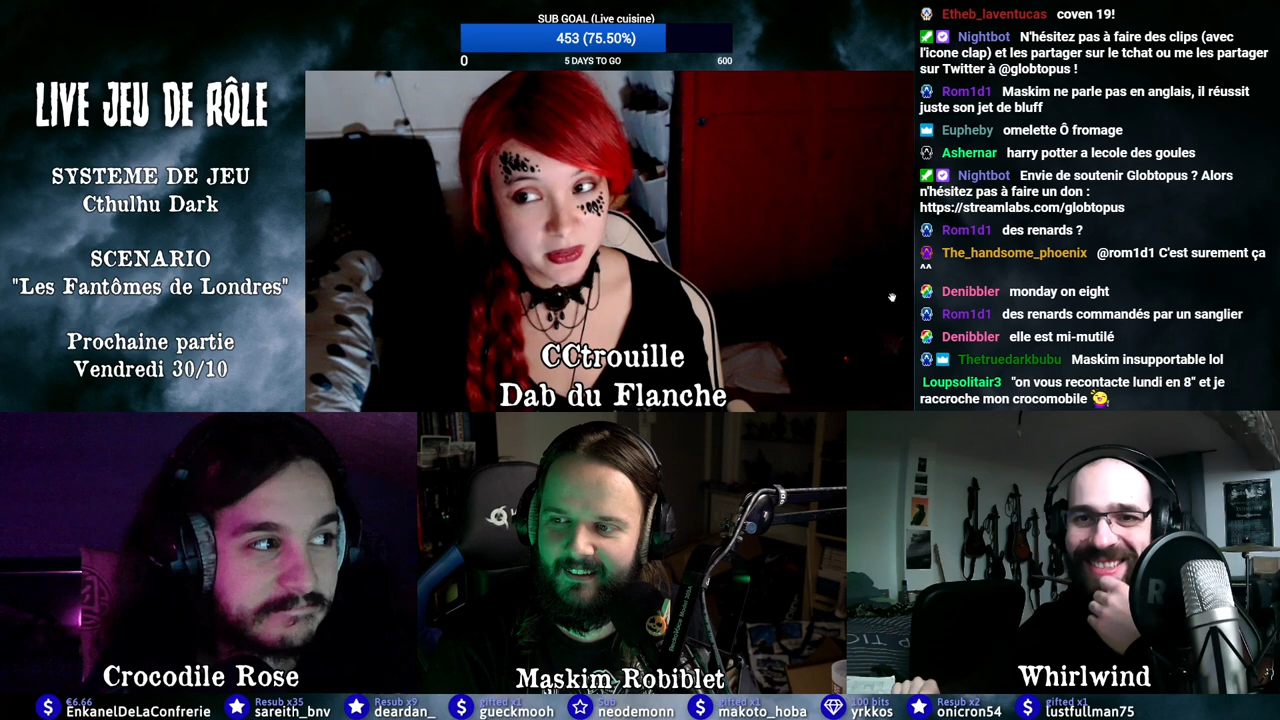 SUB GOAL (Live cuisine)
453 (75.50%)
0
5 DAYS TO GO
600
LIVE JEU DE RÔLE
SYSTEME DE JEU
Cthulhu Dark
SCENARIO
"Les Fantômes de Londres"
Prochaine partie
Vendredi 30/10
CCtrouille
Dab du Flanche
Etheb_laventucas coven 19!
Nightbot N'hésitez pas à faire des clips (avec
l'icone clap) et les partager sur le tchat ou me les partager
sur Twitter à @globtopus !
Rom1d1 Maskim ne parle pas en anglais, il réussit
juste son jet de bluff
Eupheby omelette Ô fromage
Ashernar harry potter a lecole des goules
Nightbot Envie de soutenir Globtopus ? Alors
n'hésitez pas à faire un don :
https://streamlabs.com/globtopus
Rom1d1 des renards ?
The_handsome_phoenix @rom1d1 C'est surement ça
^^
Denibbler monday on eight
Rom1d1 des renards commandés par un sanglier
Denibbler elle est mi-mutilé
Thetruedarkbubu Maskim insupportable lol
Loupsolitair3 "on vous recontacte lundi en 8" et je
raccroche mon crocomobile
Crocodile Rose
Maskim Robiblet
Whirlwind
€6.66
EnkanelDeLaConfrerie
Resub x35
sareith_bnv
Resub x9
deardan_
gifted x1
gueckmooh
Sub
neodemonn
gifted x1
makoto_hoba
100 bits
yrkkos
Resub x2
onicron54
gifted x1
lustfullman75